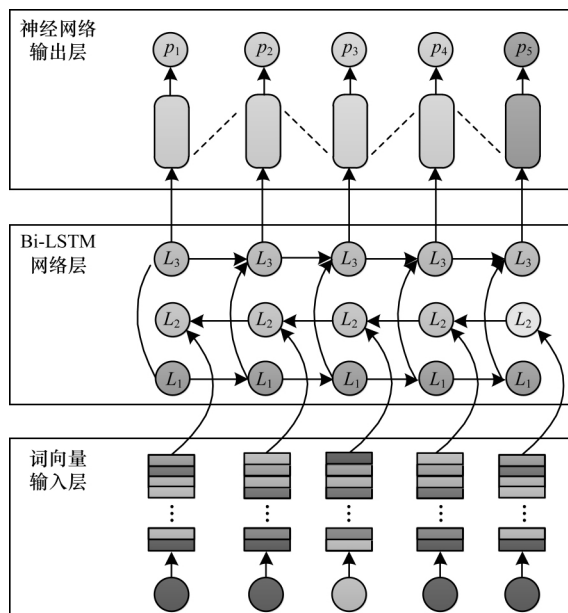 神经网络
输出层
p1 p2 p3 p4 p5
Bi-LSTM
网络层
L3 L3 L3 L3 L3
L2 L2 L2 L2 L2
L1 L1 L1 L1 L1
词向量
输入层